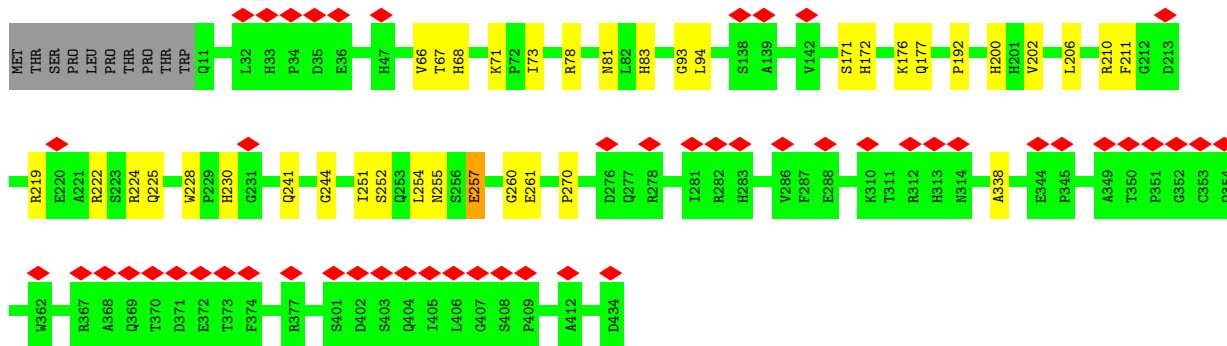 MET THR SER PRO LEU PRO THR PRO THR TRP Q11 L32 H33 P34 D35 E36 H47 V66 T67 H68 K71 P72 I73 R78 N81 L82 H83 G93 L94 S138 A139 V142 S171 H172 K176 Q177 P192 H200 H201 V202 L206 R210 F211 G212 D213
R219 E220 A221 R222 S223 R224 Q225 W228 P229 H230 G231 Q241 G244 I251 S252 Q253 L254 N255 S256 E257 G260 E261 P270 D276 Q277 R278 I281 R282 H283 V286 F287 E288 K310 T311 R312 H313 N314 A338 E344 P345 A349 T350 P351 G352 C353
W362 R367 A368 Q369 T370 D371 E372 T373 F374 R377 S401 D402 S403 Q404 I405 L406 G407 S408 P409 A412 D434